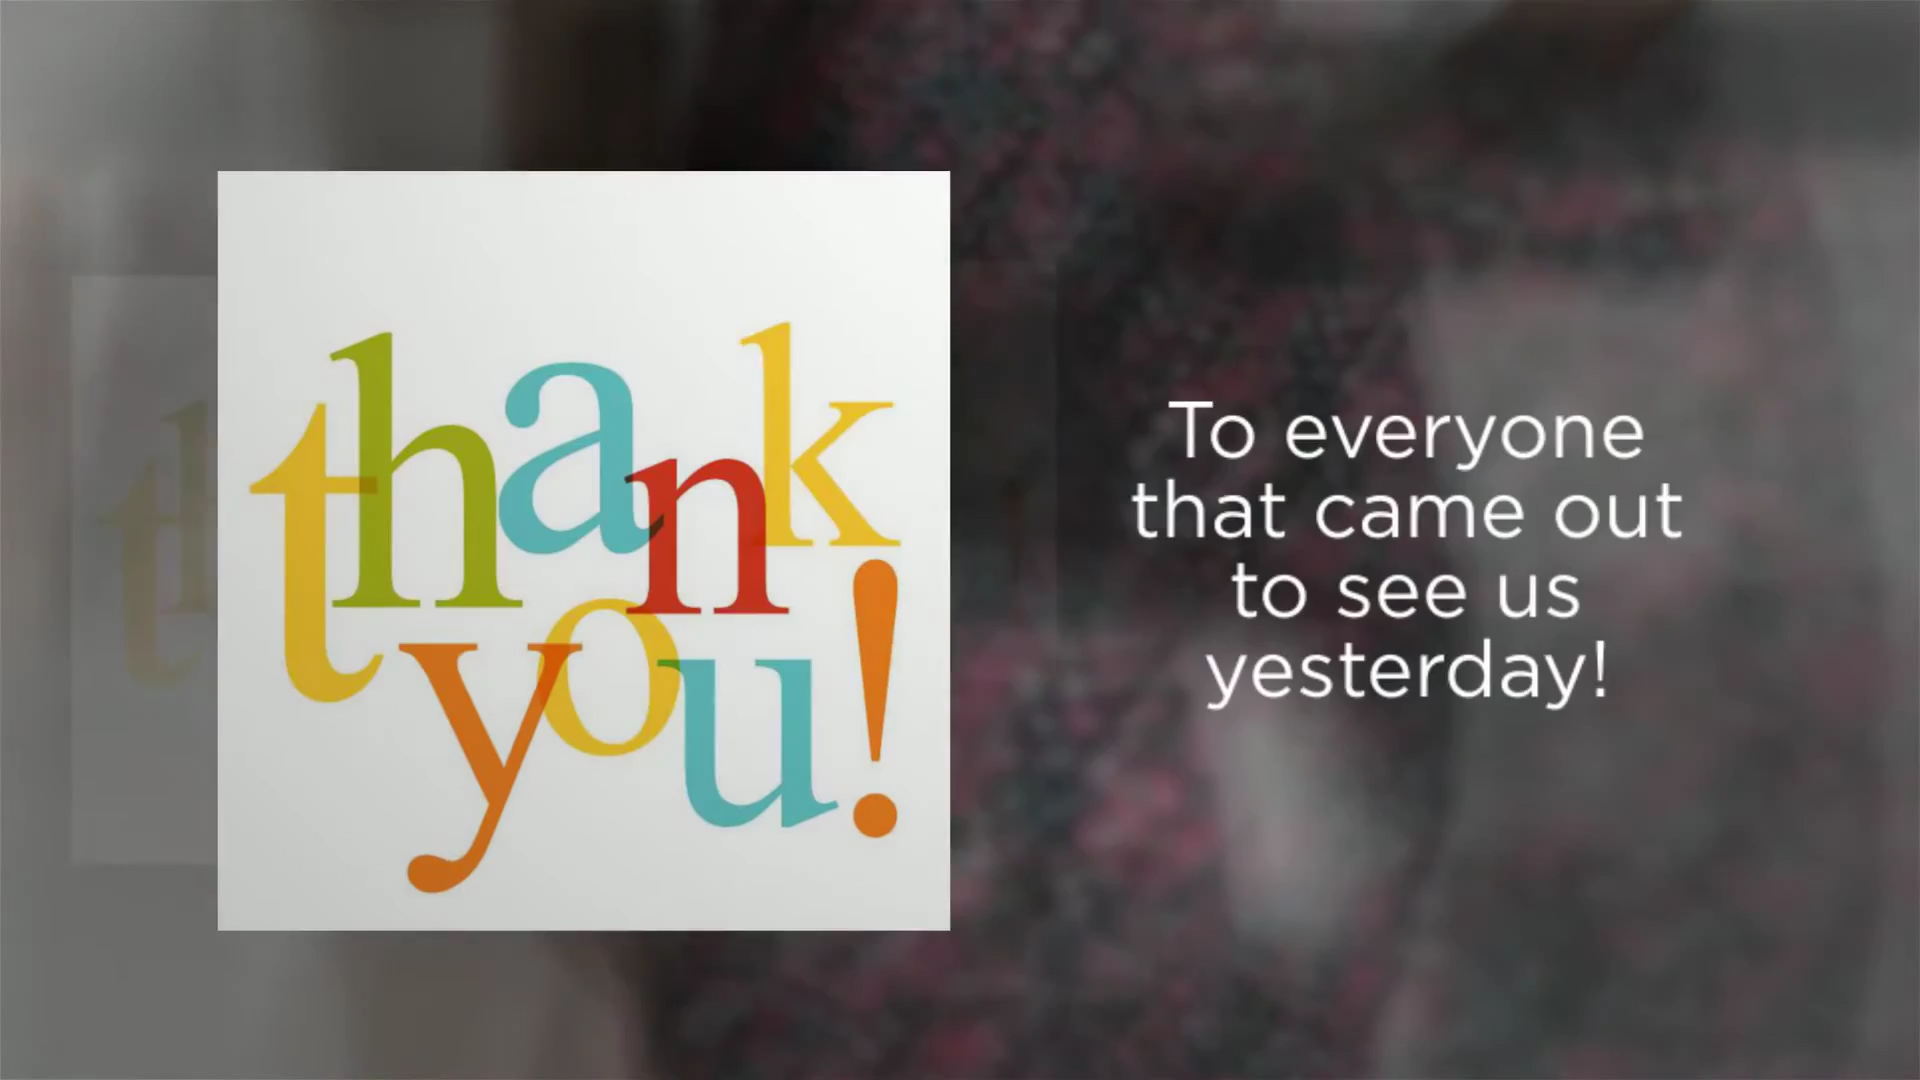 thank
you!
To everyone
that came out
to see us
yesterday!